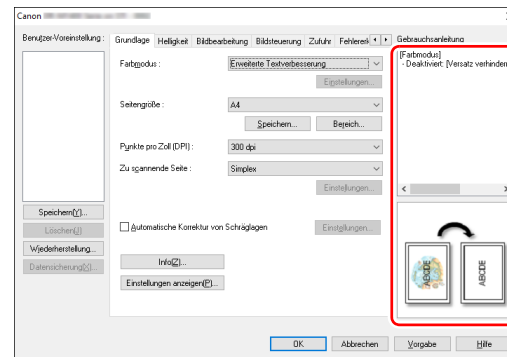 Canon
Benutzer-Voreinstellung :
Grundlage Helligkeit Bildbearbeitung Bildsteuerung Zufuhr Fehlererk
Gebrauchsanleitung
Farbmodus :
Erweiterte Textverbesserung
Einstellungen...
[Farbmodus]
- Deaktiviert: [Versatz verhindern
Seitengröße :
A4
Speichern... Bereich...
Punkte pro Zoll (DPI) :
300 dpi
Zu scannende Seite :
Simplex
Einstellungen...
Speichern[Y]...
Löschen[J]
Wiederherstellung...
Datensicherung[X]...
Automatische Korrektur von Schräglagen
Einstellungen...
Info[Z]...
Einstellungen anzeigen[P]...
ABCDE
ABCDE
OK Abbrechen Vorgabe Hilfe